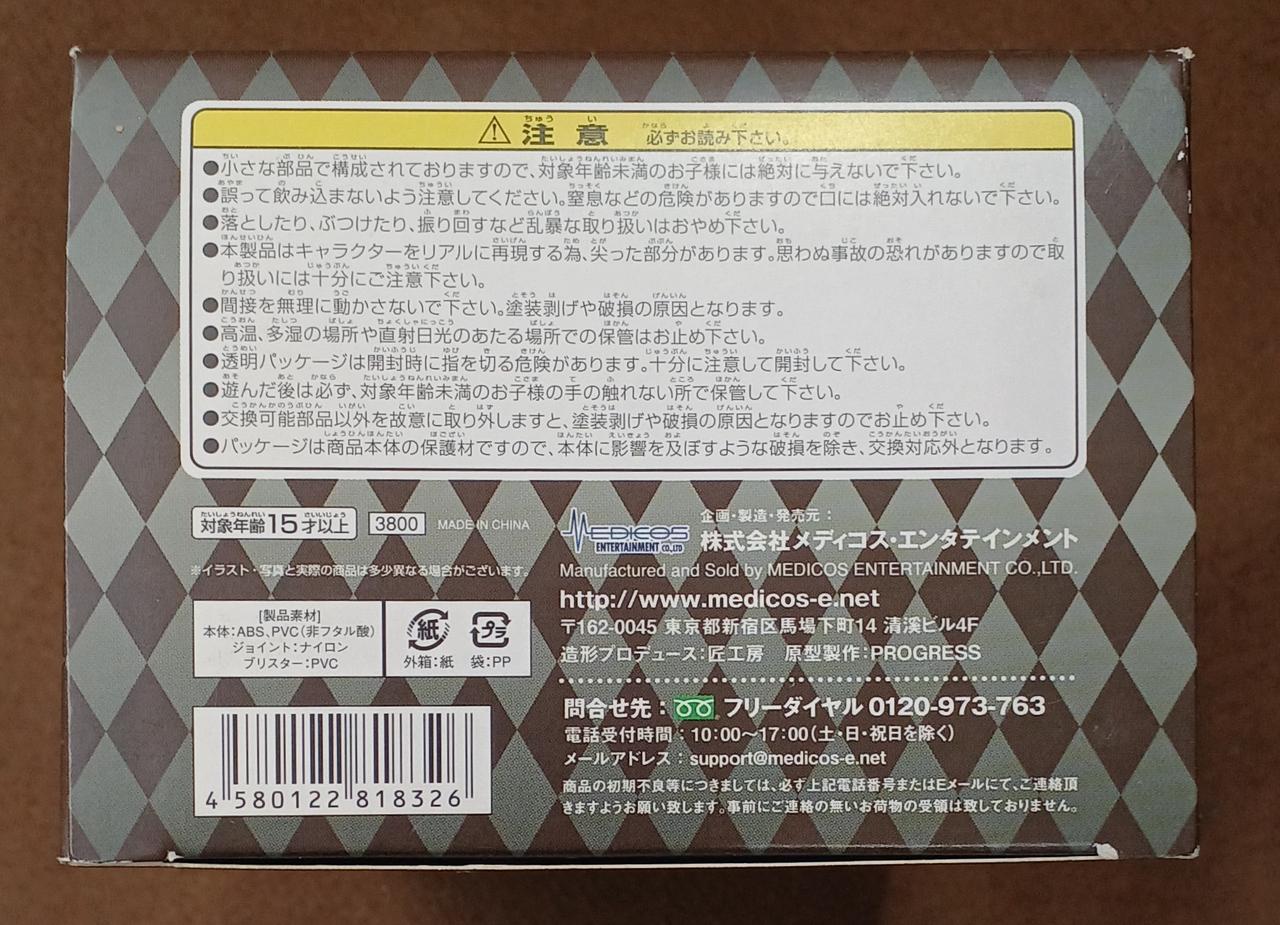 注意 必ずお読み下さい。
●小さな部品で構成されておりますので、対象年齢未満のお子様には絶対に与えないで下さい。
●誤って飲み込まないよう注意してください。窒息などの危険がありますので口には絶対入れないで下さい。
●落としたり、ぶつけたり、振り回すなど乱暴な取り扱いはおやめ下さい。
●本製品はキャラクターをリアルに再現する為、尖った部分があります。思わぬ事故の恐れがありますので取
り扱いには十分にご注意下さい。
●間接を無理に動かさないで下さい。塗装剥げや破損の原因となります。
●高温、多湿の場所や直射日光のあたる場所での保管はお止め下さい。
●透明パッケージは開封時に指を切る危険があります。十分に注意して開封して下さい。
●遊んだ後は必ず、対象年齢未満のお子様の手の触れない所で保管して下さい。
●交換可能部品以外を故意に取り外しますと、塗装剥げや破損の原因となりますのでお止め下さい。
●パッケージは商品本体の保護材ですので、本体に影響を及ぼすような破損を除き、交換対応外となります。
対象年齢15才以上 3800 MADE IN CHINA
※イラスト・写真と実際の商品は多少異なる場合がございます。
[製品素材]
本体:ABS、PVC(非フタル酸)
ジョイント:ナイロン
ブリスター:PVC
紙
外箱:紙
プラ
袋:PP
4 580122 818326
MEDICOS
ENTERTAINMENT CO.,LTD
企画・製造・発売元:
株式会社メディコス・エンタテインメント
Manufactured and Sold by MEDICOS ENTERTAINMENT CO.,LTD.
http://www.medicos-e.net
〒162-0045 東京都新宿区馬場下町14 清溪ビル4F
造形プロデュース:匠工房 原型製作:PROGRESS
問合せ先: フリーダイヤル 0120-973-763
電話受付時間:10:00～17:00(土・日・祝日を除く)
メールアドレス:support@medicos-e.net
商品の初期不良等につきましては、必ず上記電話番号またはEメールにて、ご連絡頂
きますようお願い致します。事前にご連絡の無いお荷物の受領は致しておりません。